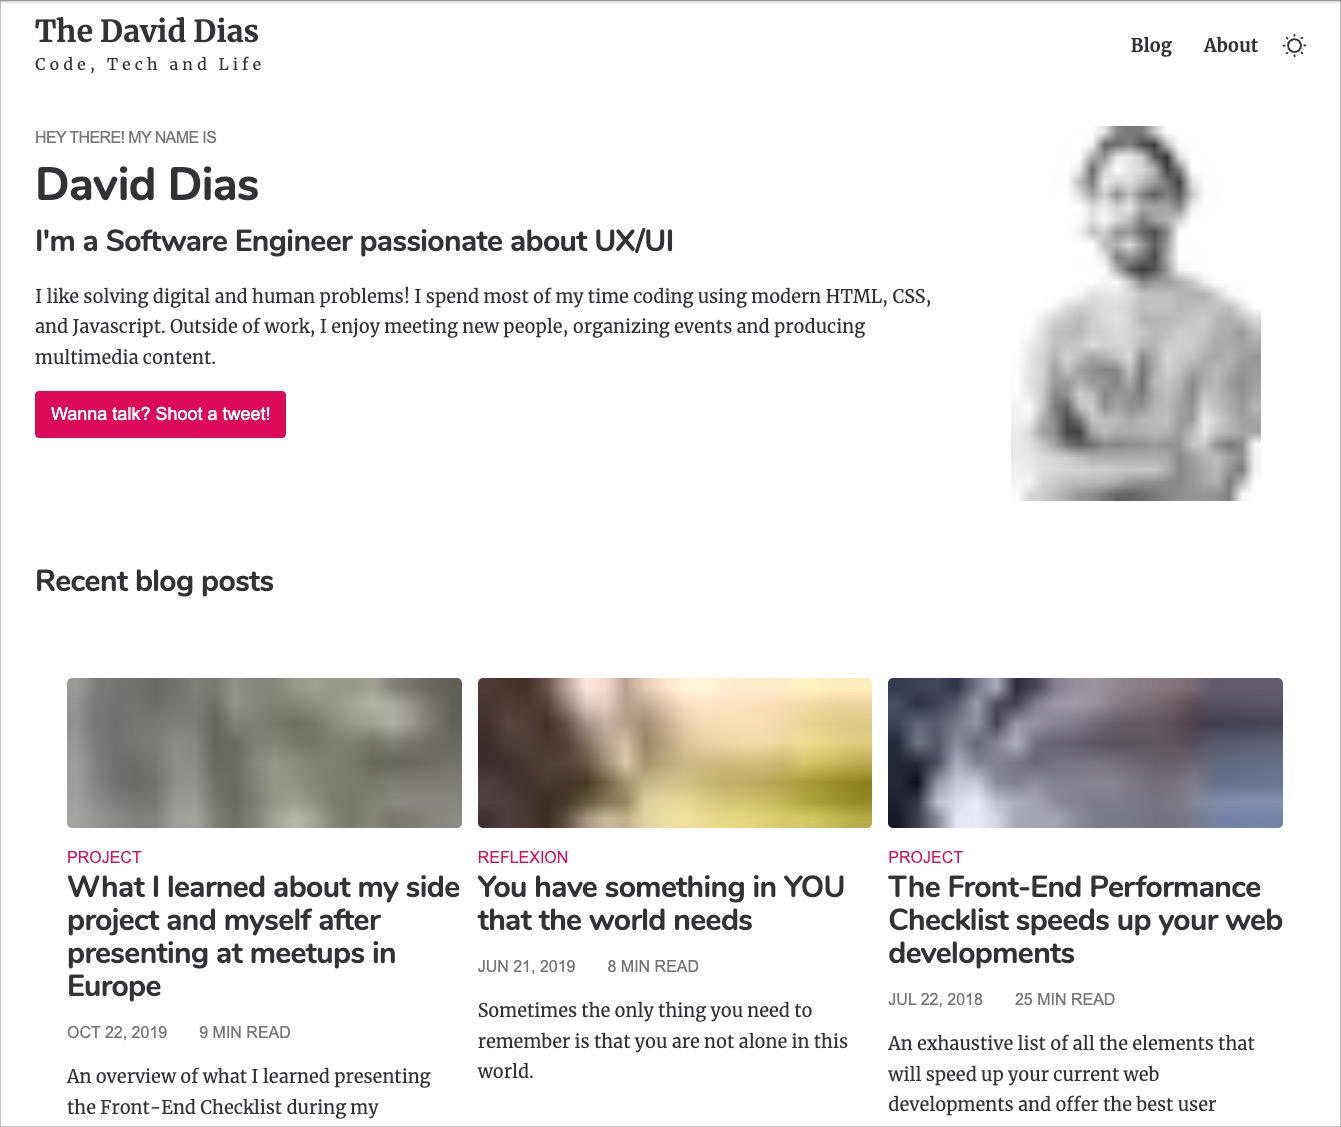 The David Dias
Code, Tech and Life
Blog
About
HEY THERE! MY NAME IS
David Dias
I'm a Software Engineer passionate about UX/UI
I like solving digital and human problems! I spend most of my time coding using modern HTML, CSS,
and Javascript. Outside of work, I enjoy meeting new people, organizing events and producing
multimedia content.
Wanna talk? Shoot a tweet!
Recent blog posts
PROJECT
What I learned about my side
project and myself after
presenting at meetups in
Europe
OCT 22, 2019 9 MIN READ
An overview of what I learned presenting
the Front-End Checklist during my
REFLEXION
You have something in YOU
that the world needs
JUN 21, 2019 8 MIN READ
Sometimes the only thing you need to
remember is that you are not alone in this
world.
PROJECT
The Front-End Performance
Checklist speeds up your web
developments
JUL 22, 2018 25 MIN READ
An exhaustive list of all the elements that
will speed up your current web
developments and offer the best user